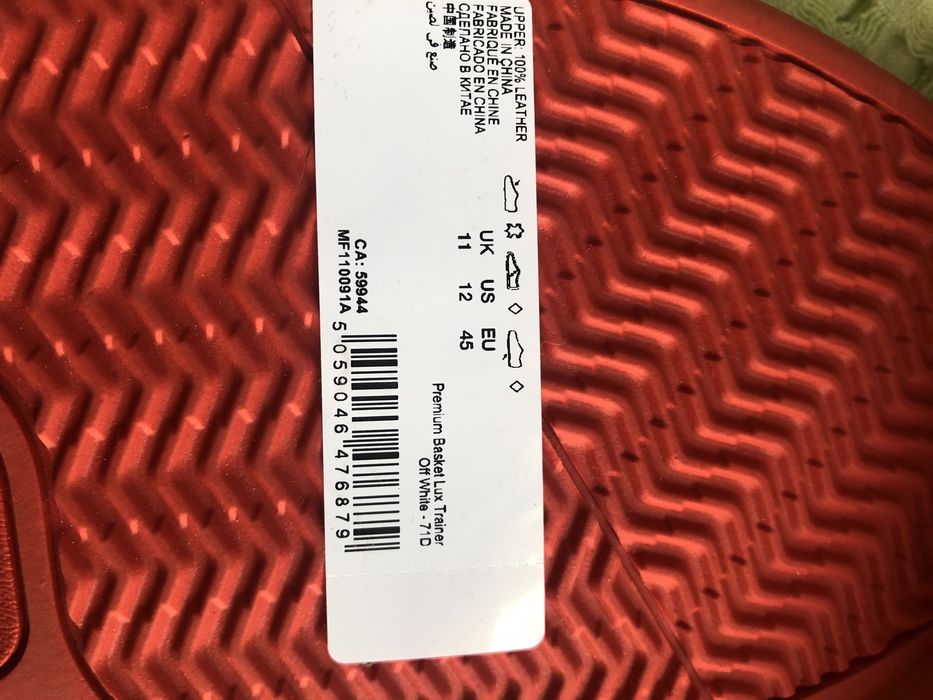 UPPER: 100% LEATHER
MADE IN CHINA
FABRIQUÉ EN CHINE
FABRICADO EN CHINA
СДЕЛАНО В КИТАЕ
中国制造
صنع في الصين
UK US EU
11 12 45
Premium Basket Lux Trainer
Off White - 71D
CA: 59944
MF110091A
5 059046 476879